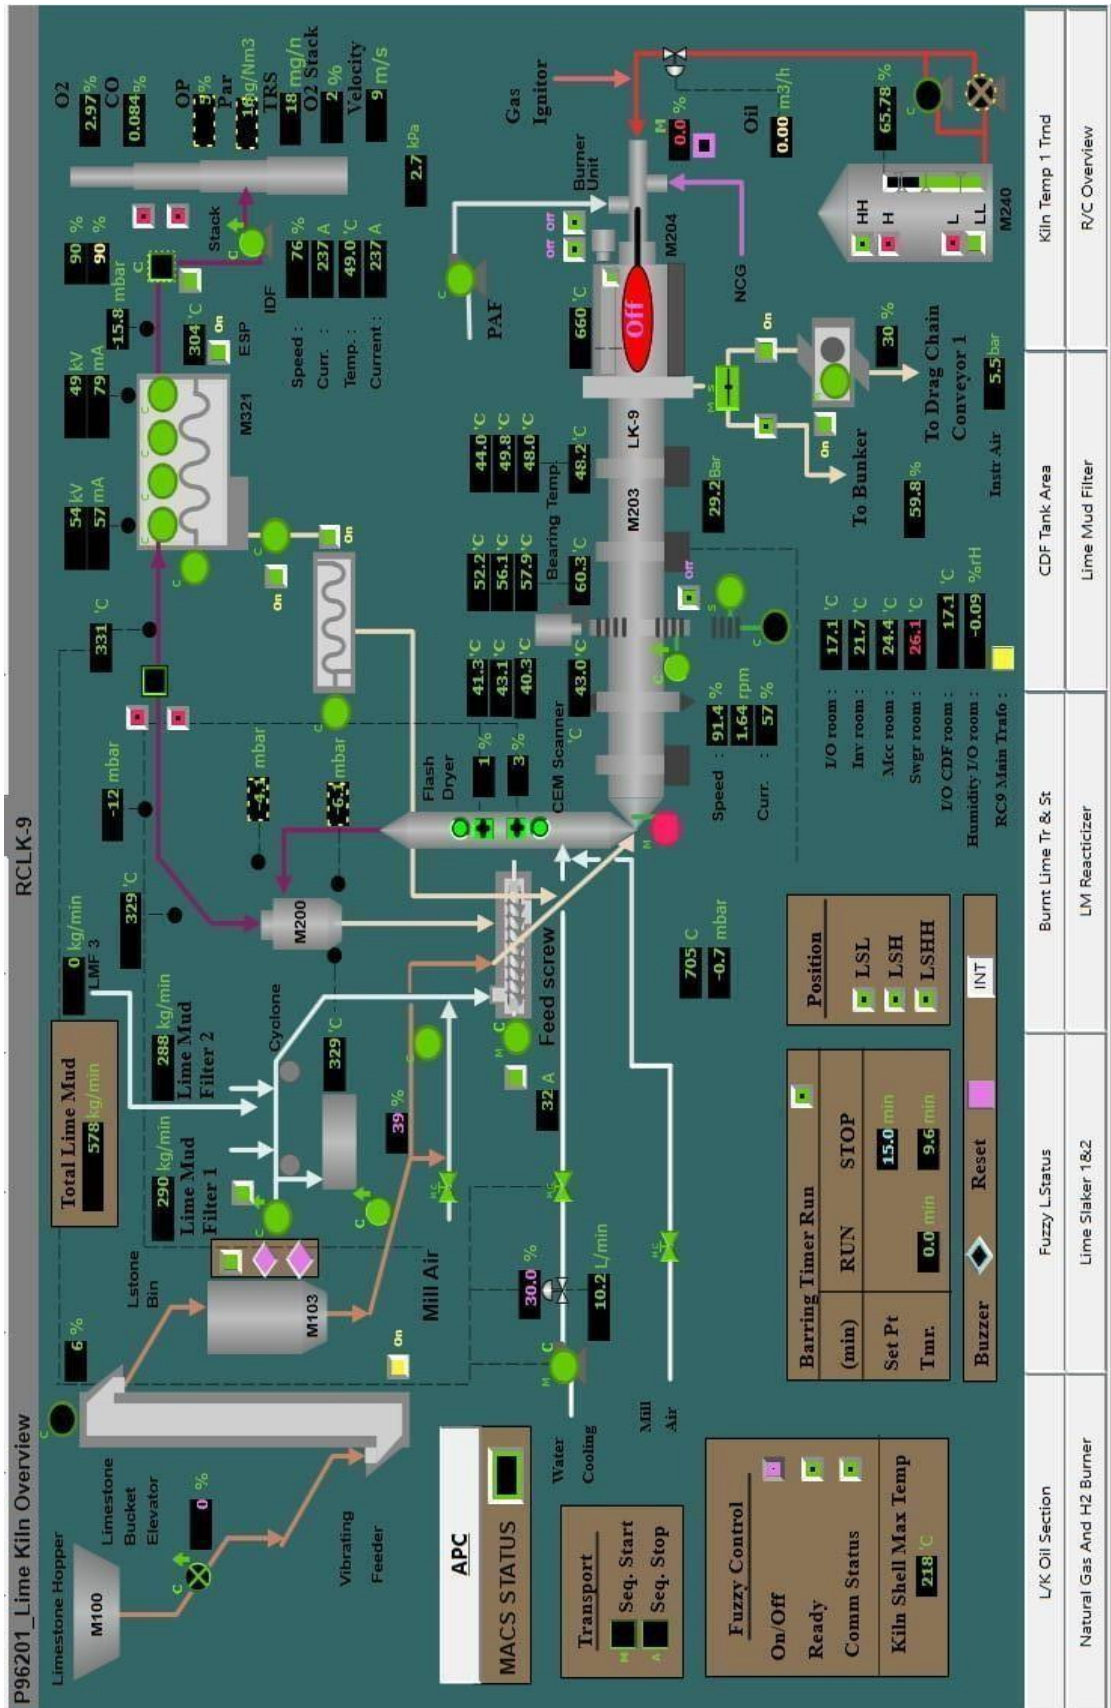 P96201_Lime Kiln Overview
RCLK-9
Limestone Hopper
M100
Limestone
Bucket
Elevator
0 %
Vibrating
Feeder
6 %
Lstone
Bin
M103
On
Mill Air
Total Lime Mud
578 kg/min
290 kg/min
Lime Mud
Filter 1
288 kg/min
Lime Mud
Filter 2
0 kg/min
LMF 3
Cyclone
329 'C
39 %
329 'C
M200
-12 mbar
-4.1 mbar
331 'C
54 kV
57 mA
49 kV
79 mA
M321
-15.8 mbar
304 'C
On
ESP
90 %
90 %
Stack
IDF
Speed : 76 %
Curr. : 237 A
Temp. : 49.0 'C
Current : 237 A
O2
2.97 %
CO
0.084 %
OP
Par
TRS
18 mg/n
O2 Stack
2 %
Velocity
9 m/s
2.7 kPa
On
On
Flash
Dryer
1 %
3 %
CEM Scanner
'C
41.3 'C
43.1 'C
40.3 'C
43.0 'C
52.2 'C
56.1 'C
57.9 'C
60.3 'C
Bearing Temp.
44.0 'C
49.8 'C
48.0 'C
48.2 'C
Feed screw
32 A
30.0 %
10.2 L/min
Water
Cooling
Mill
Air
705 C
-0.7 mbar
Speed : 91.4 %
1.64 rpm
Curr. : 57 %
M203
LK-9
Off
29.2 Bar
660 'C
Off
M204
PAF
Off Off
Burner
Unit
Gas
Ignitor
NCG
M
0.0 %
Oil
0.00 m3/h
65.78 %
HH
H
L
LL
M240
On
On
30 %
To Bunker
To Drag Chain
Conveyor 1
59.8 %
Instr Air
5.5 bar
I/O room : 17.1 'C
Inv room : 21.7 'C
Mcc room : 24.4 'C
Swgr room : 26.1 'C
I/O CDF room : 17.1 'C
Humidity I/O room : -0.09 %rH
RC9 Main Trafo :
APC
MACS STATUS
Transport
M Seq. Start
A Seq. Stop
Fuzzy Control
On/Off
Ready
Comm Status
Kiln Shell Max Temp
218 'C
Barring Timer Run
(min) RUN STOP
Set Pt 15.0 min
Tmr. 0.0 min 9.6 min
Position
LSL
LSH
LSHH
Buzzer Reset INT
L/K Oil Section
Fuzzy L.Status
Burnt Lime Tr & St
CDF Tank Area
Kiln Temp 1 Trnd
Natural Gas And H2 Burner
Lime Slaker 1&2
LM Reacticizer
Lime Mud Filter
R/C Overview